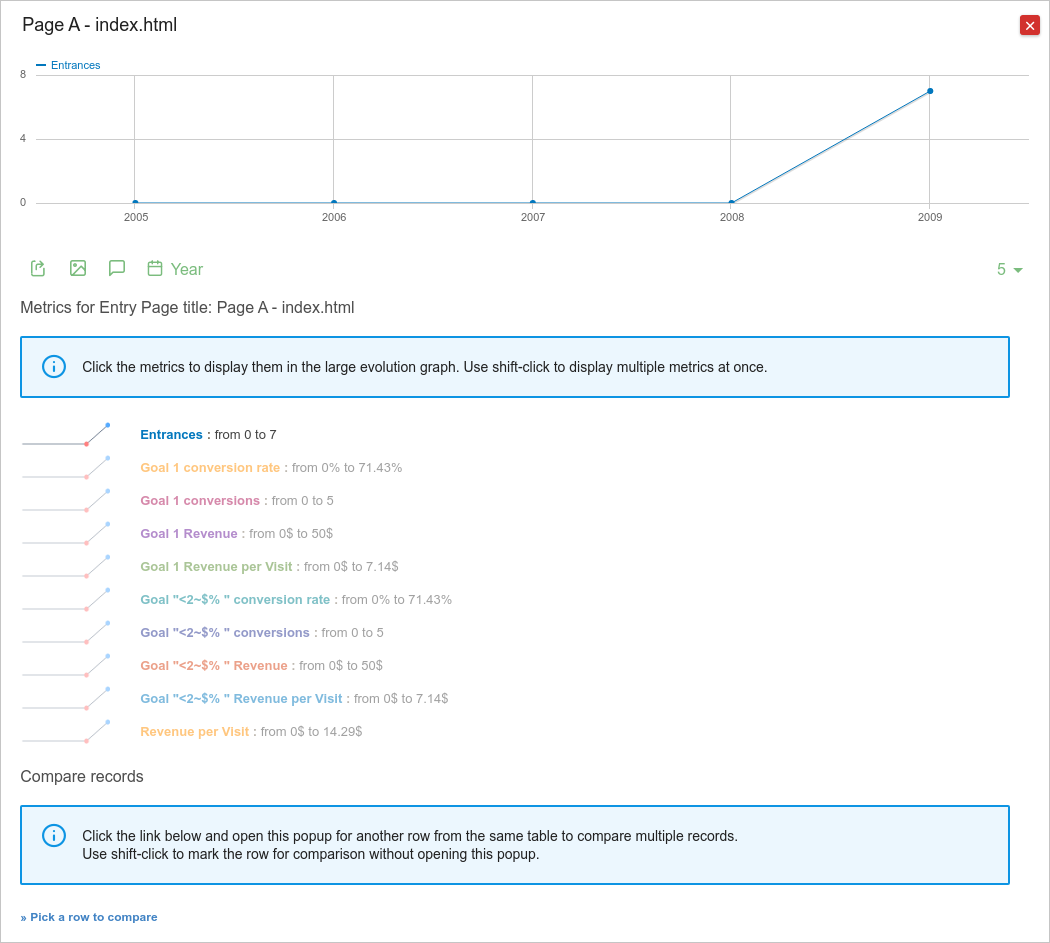 Page A - index.html
Entrances
8
4
0
2005 2006 2007 2008 2009
Year
5
Metrics for Entry Page title: Page A - index.html
Click the metrics to display them in the large evolution graph. Use shift-click to display multiple metrics at once.
Entrances : from 0 to 7
Goal 1 conversion rate : from 0% to 71.43%
Goal 1 conversions : from 0 to 5
Goal 1 Revenue : from 0$ to 50$
Goal 1 Revenue per Visit : from 0$ to 7.14$
Goal "<2~$% " conversion rate : from 0% to 71.43%
Goal "<2~$% " conversions : from 0 to 5
Goal "<2~$% " Revenue : from 0$ to 50$
Goal "<2~$% " Revenue per Visit : from 0$ to 7.14$
Revenue per Visit : from 0$ to 14.29$
Compare records
Click the link below and open this popup for another row from the same table to compare multiple records.
Use shift-click to mark the row for comparison without opening this popup.
» Pick a row to compare